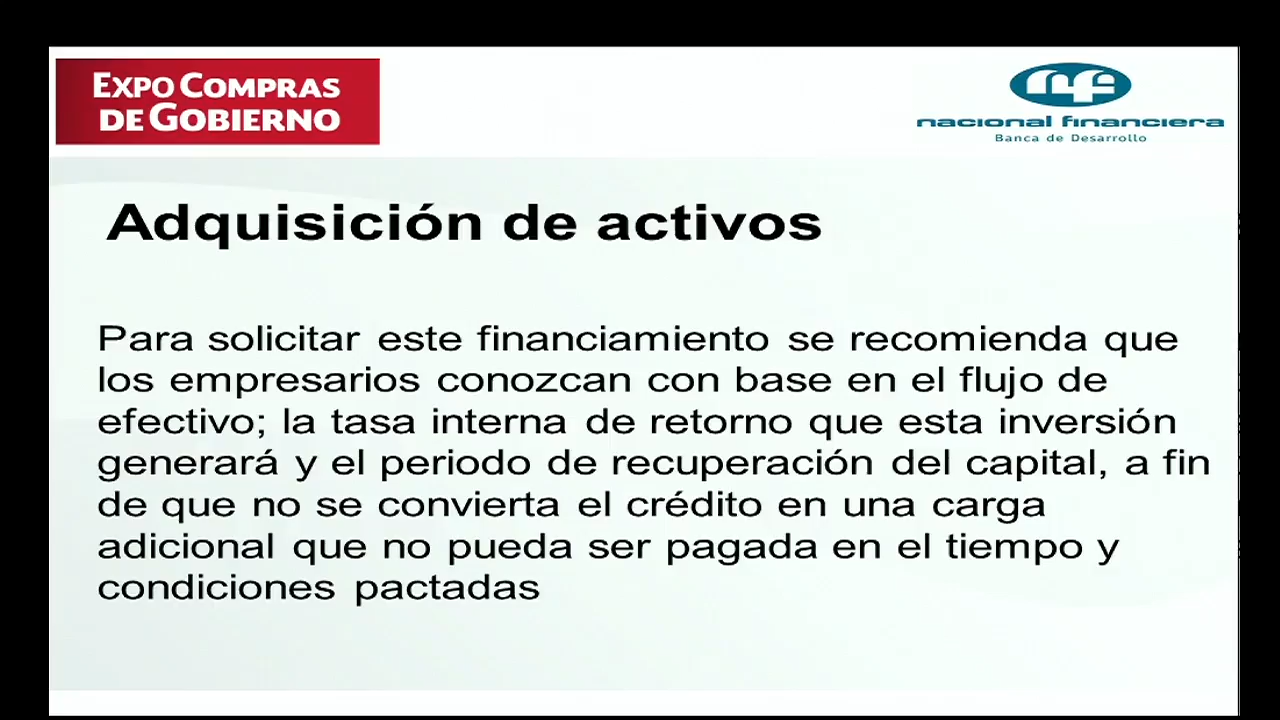 EXPO COMPRAS
DE GOBIERNO
nf
nacional financiera
Banca de Desarrollo
Adquisición de activos
Para solicitar este financiamiento se recomienda que
los empresarios conozcan con base en el flujo de
efectivo; la tasa interna de retorno que esta inversión
generará y el periodo de recuperación del capital, a fin
de que no se convierta el crédito en una carga
adicional que no pueda ser pagada en el tiempo y
condiciones pactadas